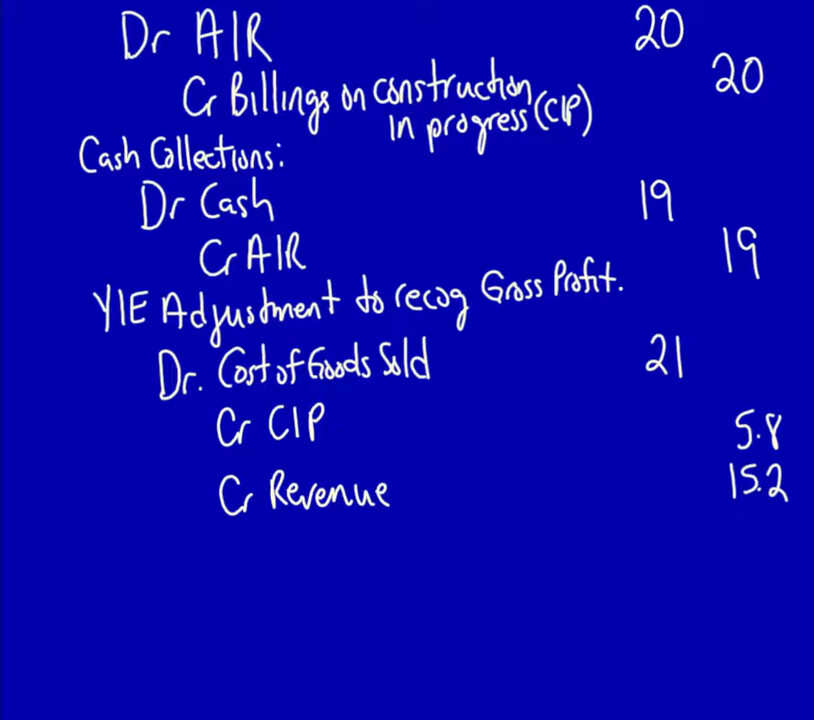 Dr A/R 20
Cr Billings on construction 20
in progress (CIP)
Cash Collections:
Dr Cash 19
Cr A/R 19
Y/E Adjustment to recog Gross Profit.
Dr. Cost of Goods Sold 21
Cr CIP 5.8
Cr Revenue 15.2